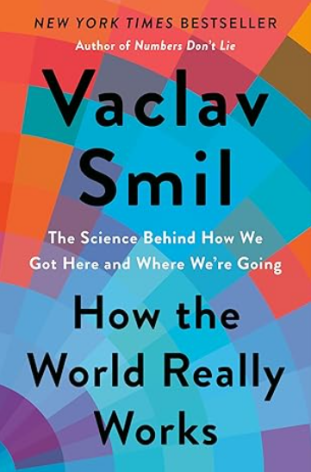 NEW YORK TIMES BESTSELLER
Author of Numbers Don't Lie
Vaclav
Smil
The Science Behind How We
Got Here and Where We're Going
How the
World Really
Works